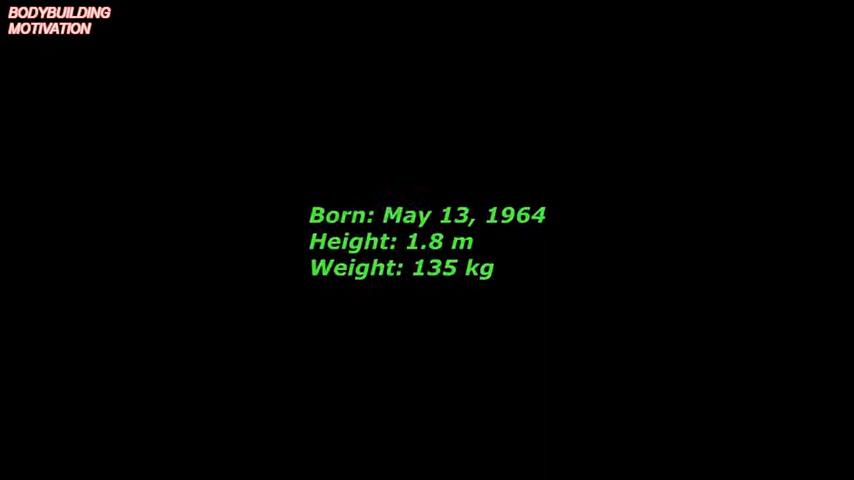 BODYBUILDING
MOTIVATION
Born: May 13, 1964
Height: 1.8 m
Weight: 135 kg